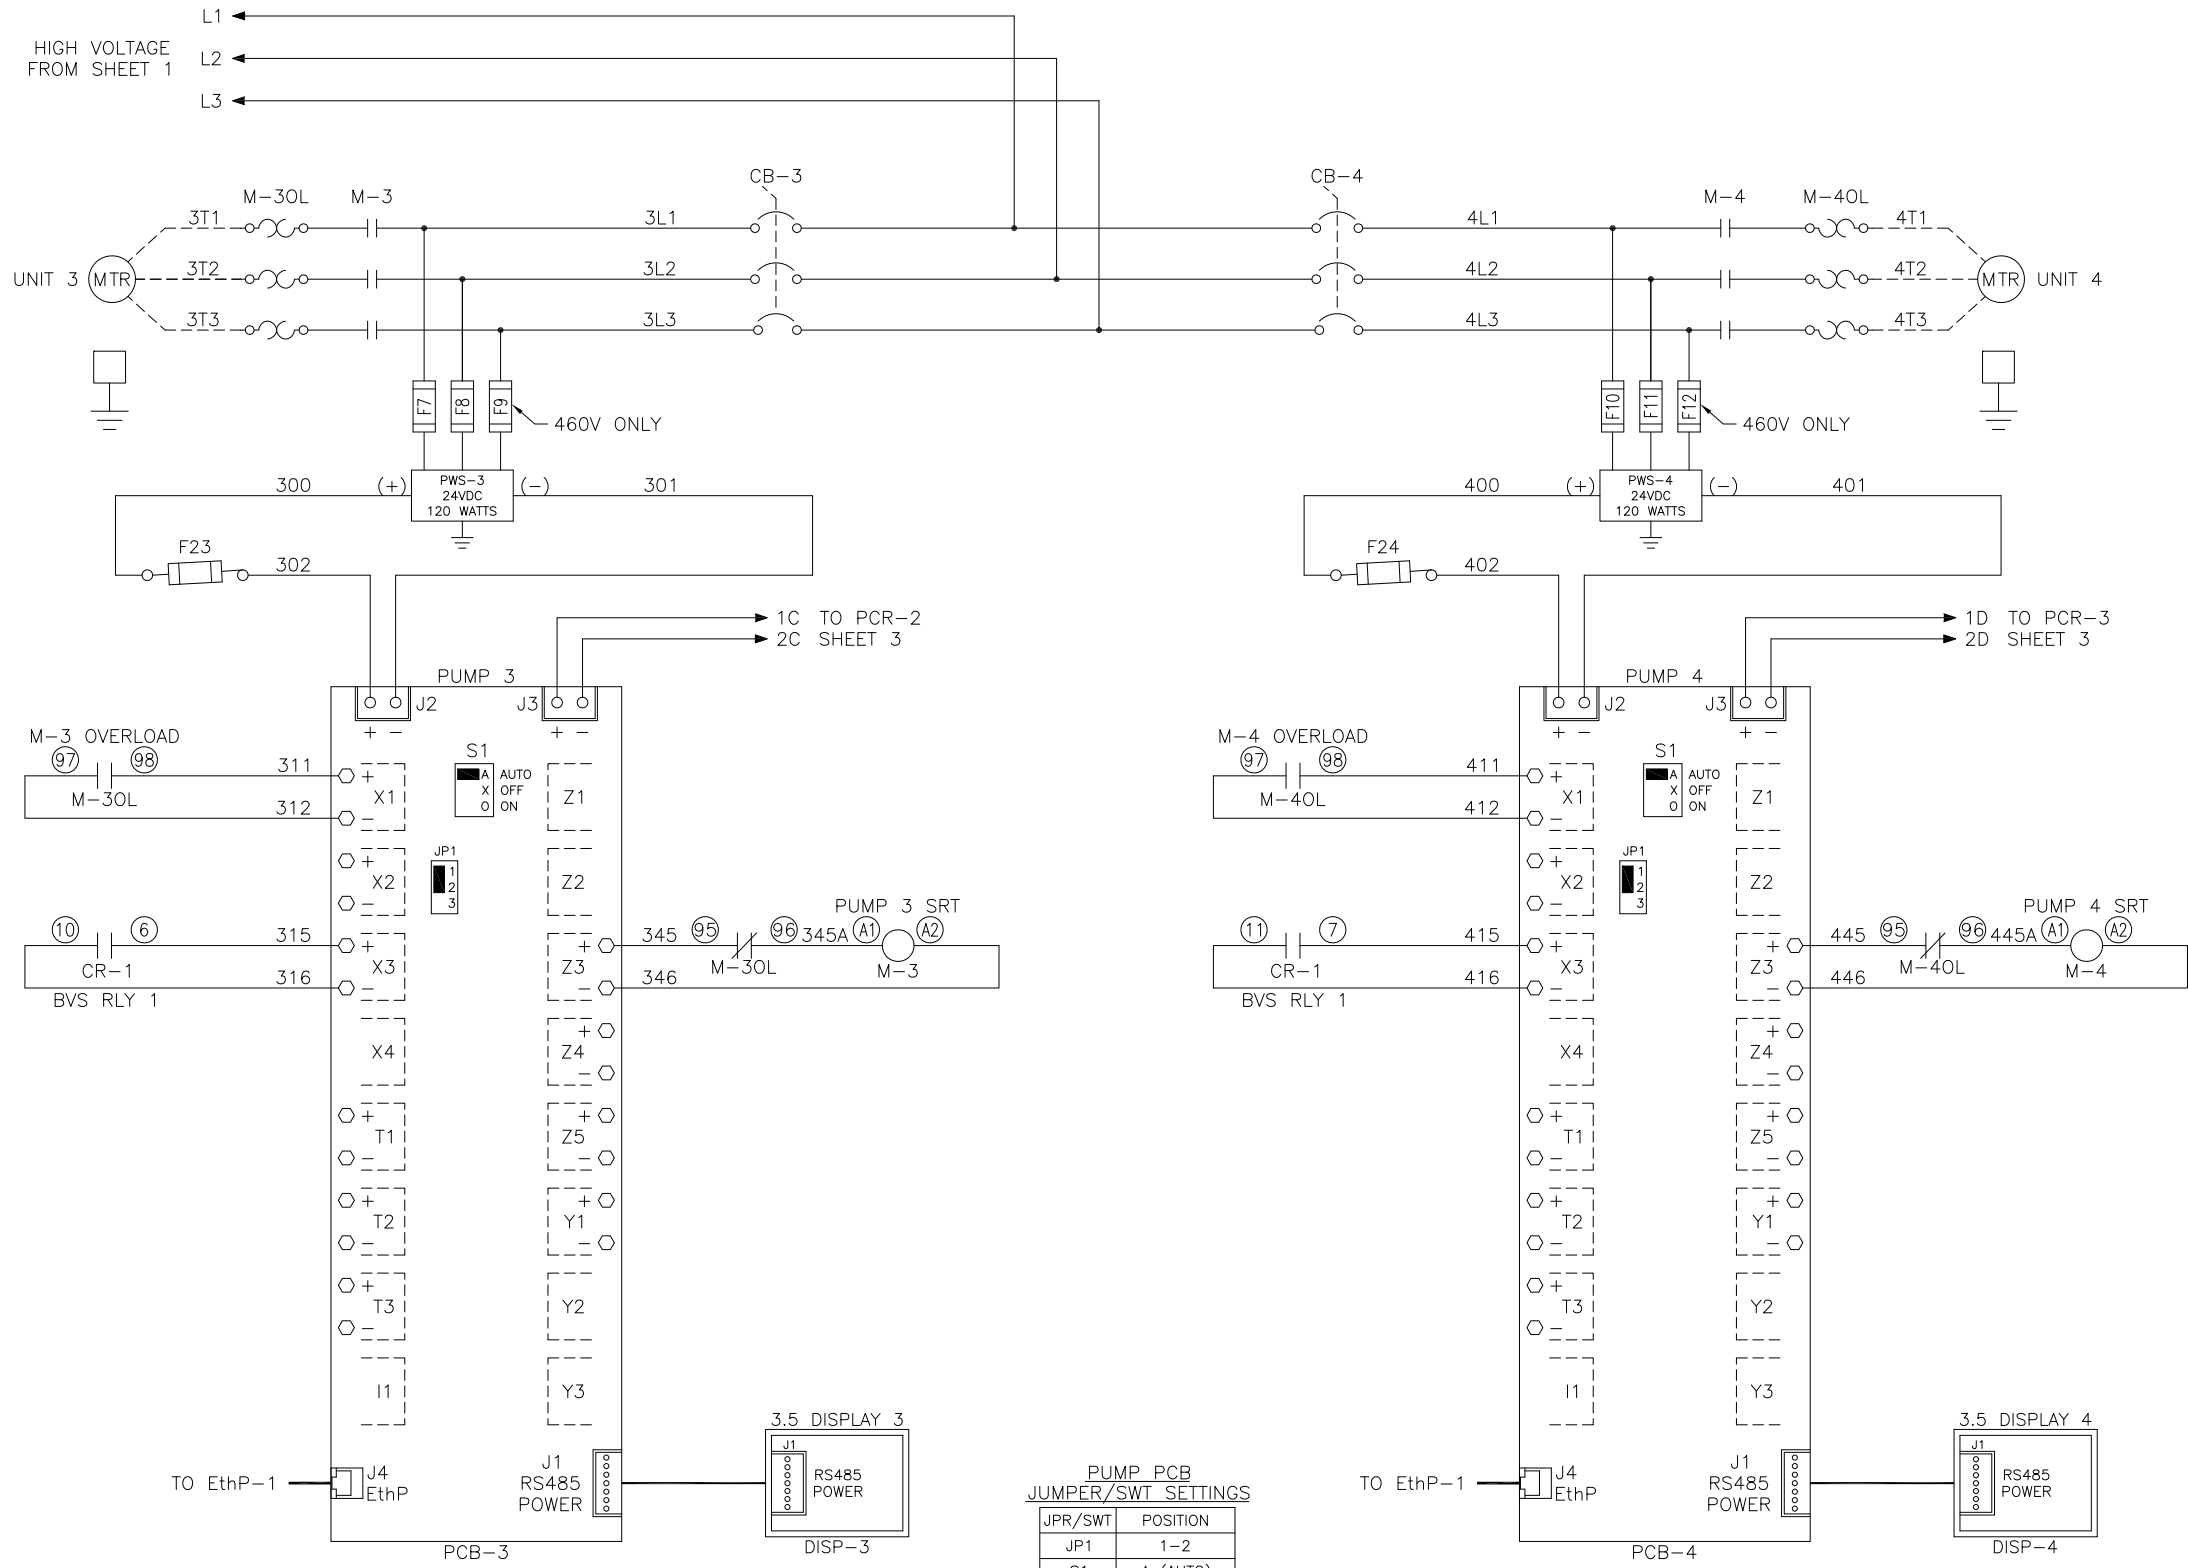 L1
HIGH VOLTAGE
FROM SHEET 1
L2
L3
CB-3
CB-4
M-3OL
M-3
M-4
M-4OL
3T1
3L1
4L1
4T1
UNIT 3
MTR
3T2
3L2
4L2
4T2
MTR
UNIT 4
3T3
3L3
4L3
4T3
F7
F8
F9
460V ONLY
F10
F11
F12
460V ONLY
300
(+)
PWS-3
24VDC
120 WATTS
(-)
301
400
(+)
PWS-4
24VDC
120 WATTS
(-)
401
F23
302
F24
402
1C TO PCR-2
2C SHEET 3
1D TO PCR-3
2D SHEET 3
PUMP 3
J2
J3
+ -
+ -
M-3 OVERLOAD
97
98
M-3OL
311
312
+
X1
-
S1
A AUTO
X OFF
O ON
Z1
+
X2
-
JP1
1
2
3
Z2
10
6
CR-1
BVS RLY 1
315
316
+
X3
-
+
Z3
-
345
95
96
345A
PUMP 3 SRT
A1
A2
M-3OL
M-3
346
X4
+
Z4
-
+
T1
-
+
Z5
-
+
T2
-
+
Y1
-
+
T3
-
Y2
I1
Y3
TO EthP-1
J4
EthP
J1
RS485
POWER
3.5 DISPLAY 3
J1
RS485
POWER
DISP-3
PCB-3
PUMP PCB
JUMPER/SWT SETTINGS
JPR/SWT POSITION
JP1 1-2
S1 A (AUTO)
PUMP 4
J2
J3
+ -
+ -
M-4 OVERLOAD
97
98
M-4OL
411
412
+
X1
-
S1
A AUTO
X OFF
O ON
Z1
+
X2
-
JP1
1
2
3
Z2
11
7
CR-1
BVS RLY 1
415
416
+
X3
-
+
Z3
-
445
95
96
445A
PUMP 4 SRT
A1
A2
M-4OL
M-4
446
X4
+
Z4
-
+
T1
-
+
Z5
-
+
T2
-
+
Y1
-
+
T3
-
Y2
I1
Y3
TO EthP-1
J4
EthP
J1
RS485
POWER
3.5 DISPLAY 4
J1
RS485
POWER
DISP-4
PCB-4